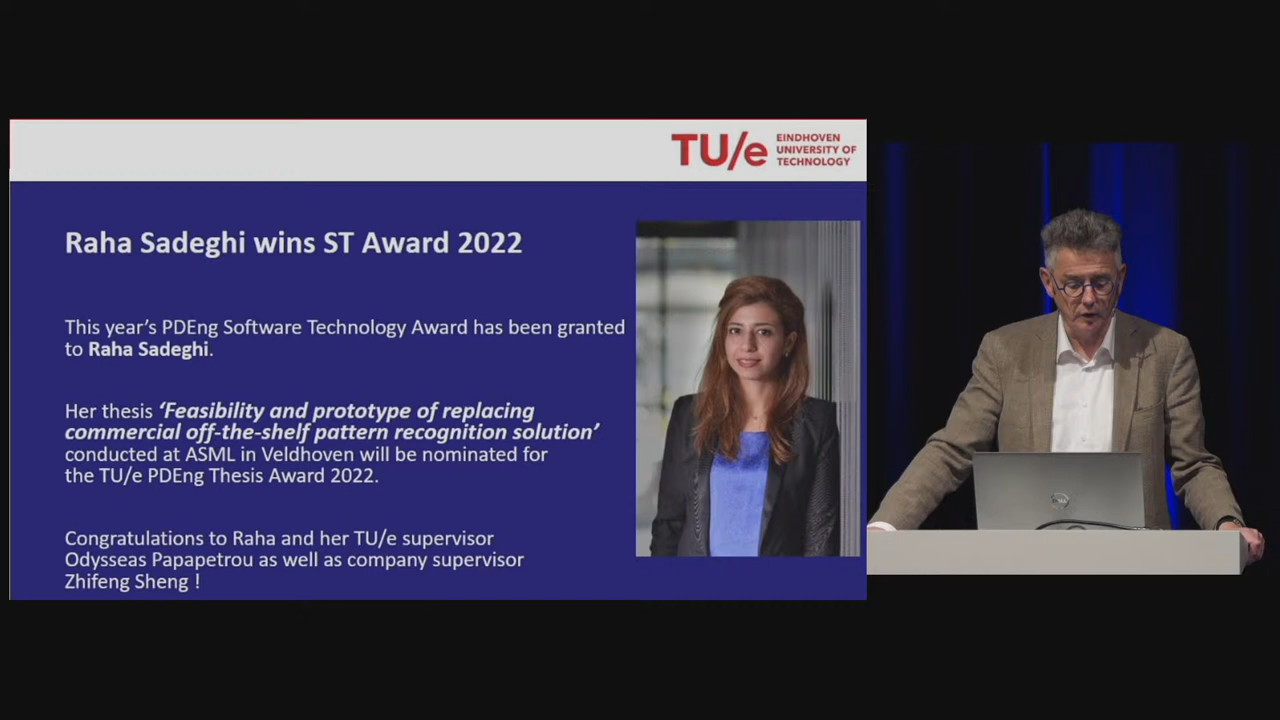 TU/e EINDHOVEN
UNIVERSITY OF
TECHNOLOGY
Raha Sadeghi wins ST Award 2022
This year’s PDEng Software Technology Award has been granted
to Raha Sadeghi.
Her thesis ‘Feasibility and prototype of replacing
commercial off-the-shelf pattern recognition solution’
conducted at ASML in Veldhoven will be nominated for
the TU/e PDEng Thesis Award 2022.
Congratulations to Raha and her TU/e supervisor
Odysseas Papapetrou as well as company supervisor
Zhifeng Sheng !
DELL